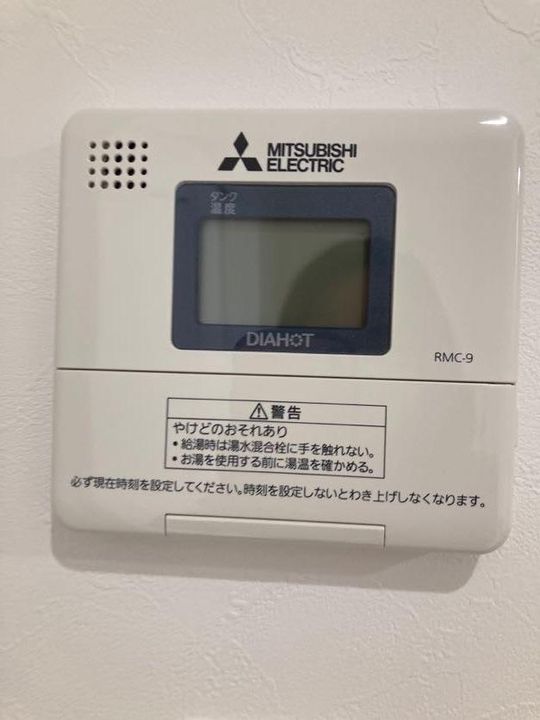 MITSUBISHI
ELECTRIC
タンク
温度
DIAHOT
RMC-9
⚠警告
やけどのおそれあり
・給湯時は湯水混合栓に手を触れない。
・お湯を使用する前に湯温を確かめる。
必ず現在時刻を設定してください。時刻を設定しないとわき上げしなくなります。